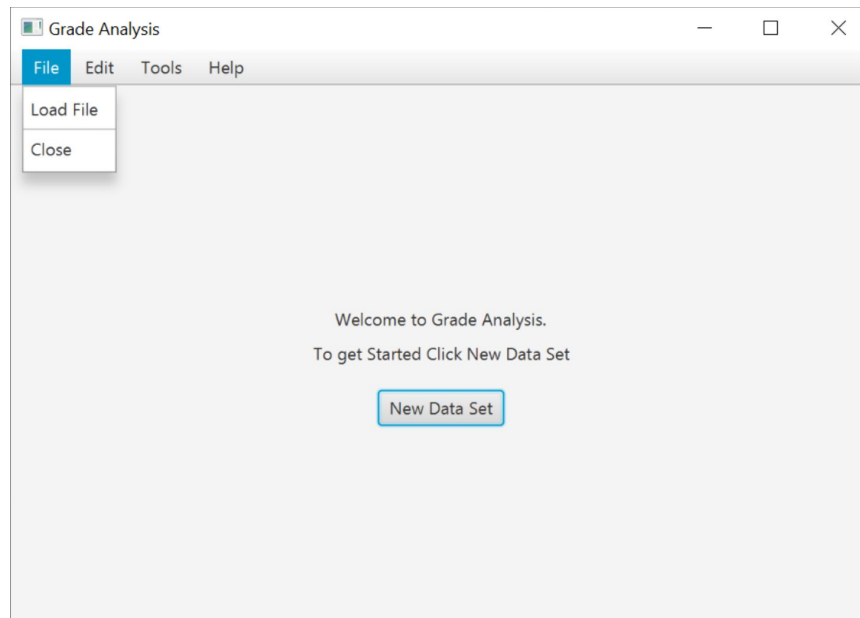 Grade Analysis
File Edit Tools Help
Load File
Close
Welcome to Grade Analysis.
To get Started Click New Data Set
New Data Set